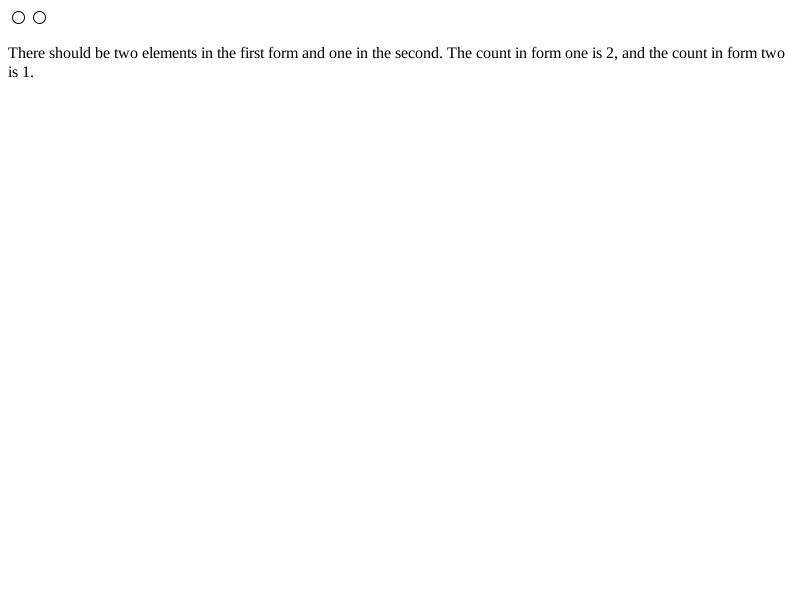 There should be two elements in the first form and one in the second. The count in form one is 2, and the count in form two
is 1.